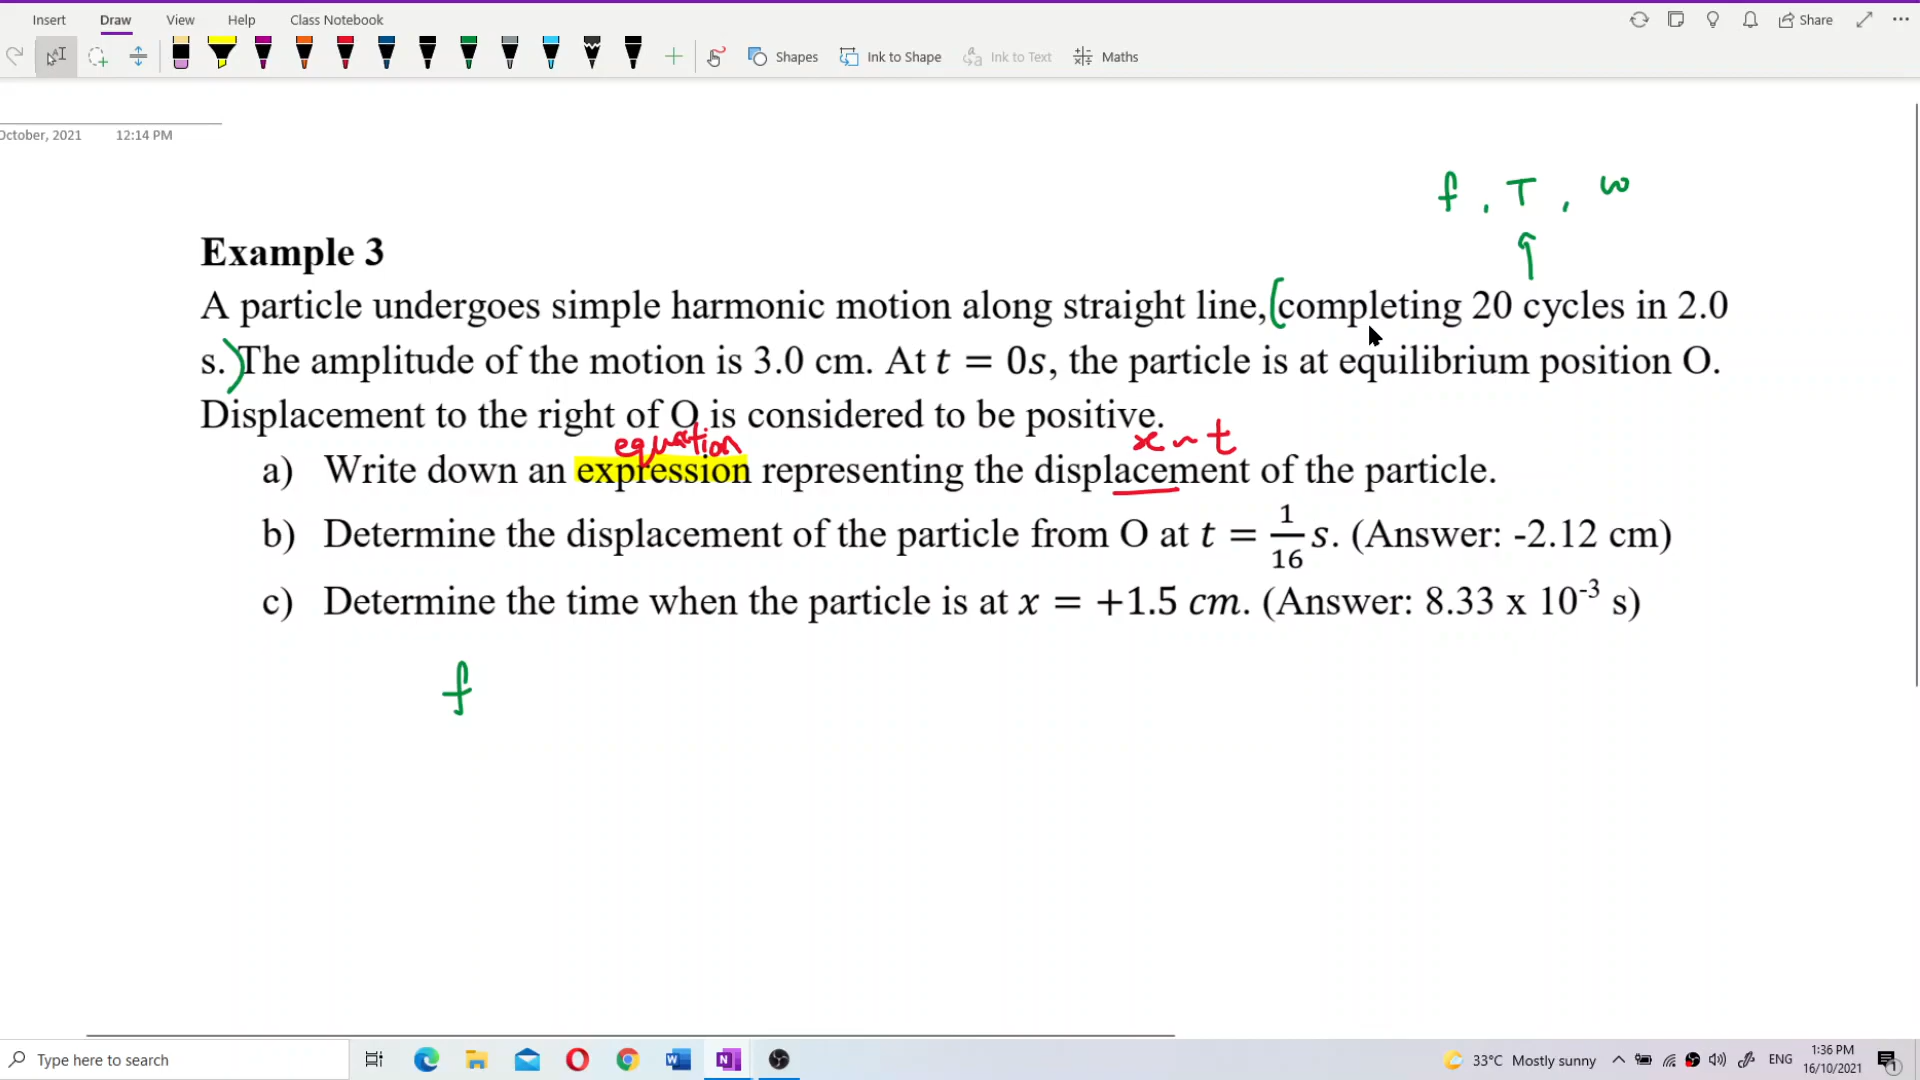 Insert Draw View Help Class Notebook Share
Shapes Ink to Shape Ink to Text Maths
October, 2021 12:14 PM
f , T , ω
Example 3
A particle undergoes simple harmonic motion along straight line, (completing 20 cycles in 2.0
s.) The amplitude of the motion is 3.0 cm. At t = 0s, the particle is at equilibrium position O.
Displacement to the right of O is considered to be positive.
equation x ~ t
a) Write down an expression representing the displacement of the particle.
b) Determine the displacement of the particle from O at t = 1/16 s. (Answer: -2.12 cm)
c) Determine the time when the particle is at x = +1.5 cm. (Answer: 8.33 x 10⁻³ s)
f
Type here to search 33°C Mostly sunny ENG 1:36 PM
16/10/2021